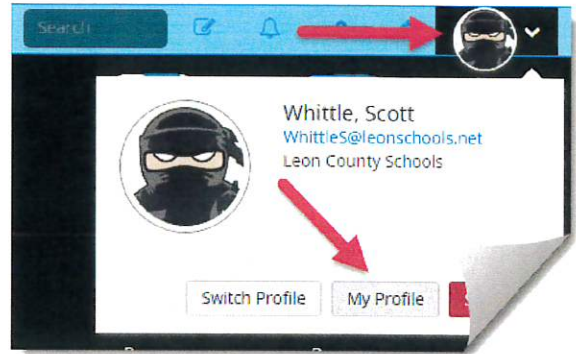 Search
Whittle, Scott
WhittleS@leonschools.net
Leon County Schools
Switch Profile
My Profile